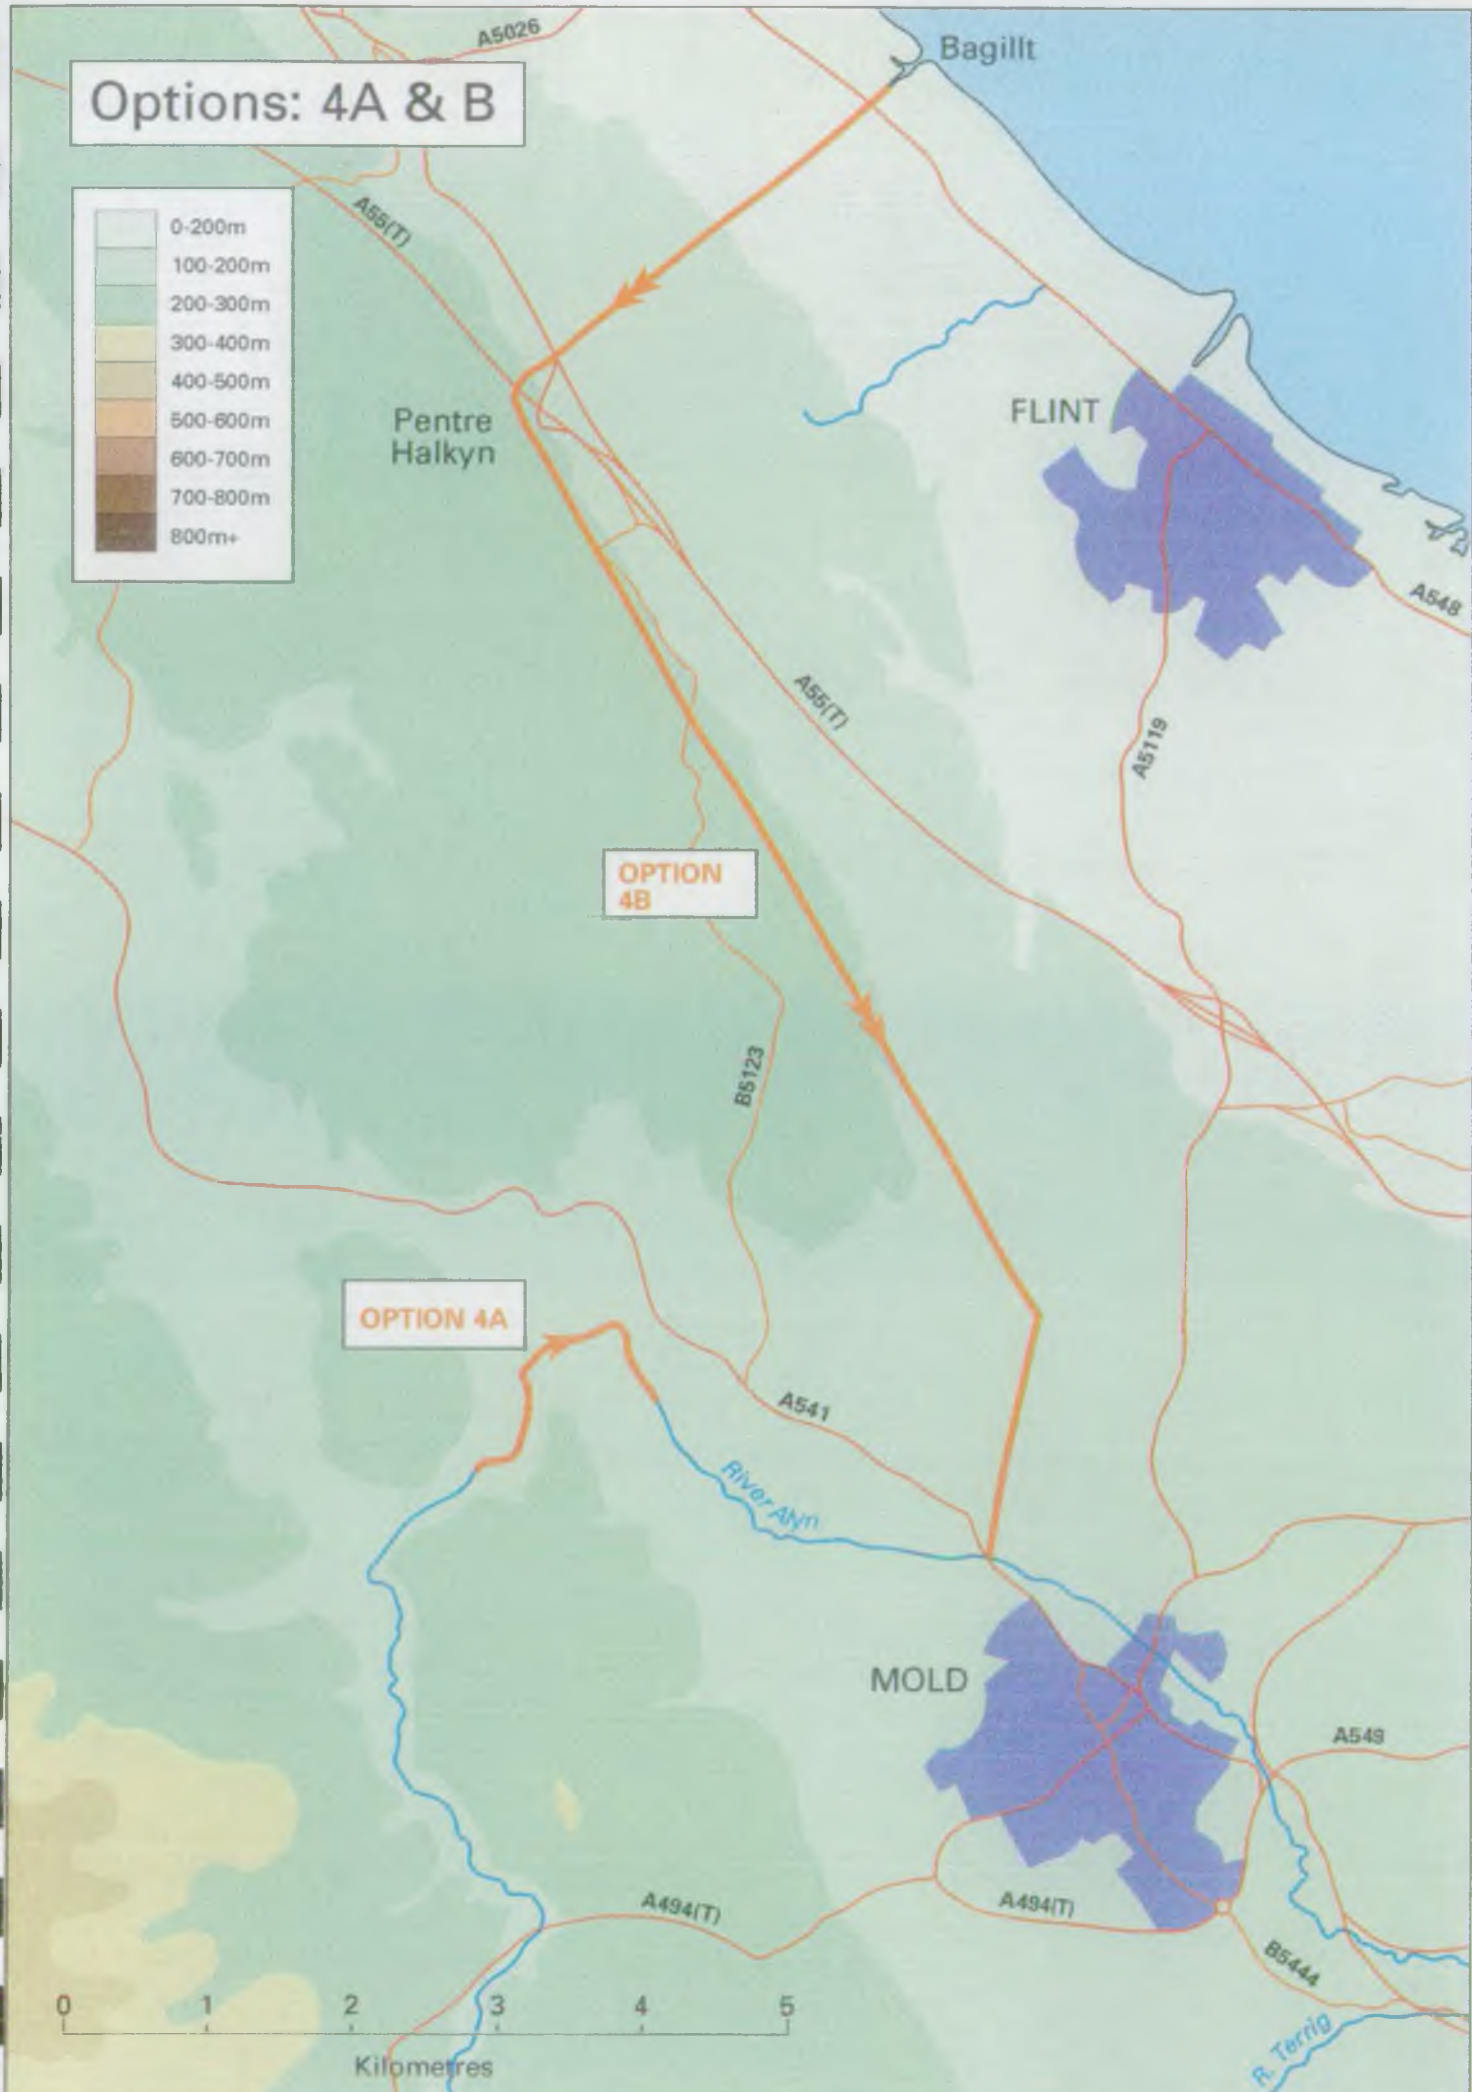 A5026
Bagillt
Options: 4A & B
0-200m
100-200m
200-300m
300-400m
400-500m
500-600m
600-700m
700-800m
800m+
A55(T)
Pentre
Halkyn
FLINT
A548
A55(T)
A5119
OPTION
4B
B5123
OPTION 4A
A541
River Alyn
MOLD
A549
A494(T)
A494(T)
B5444
0 1 2 3 4 5
Kilometres
R. Terrig